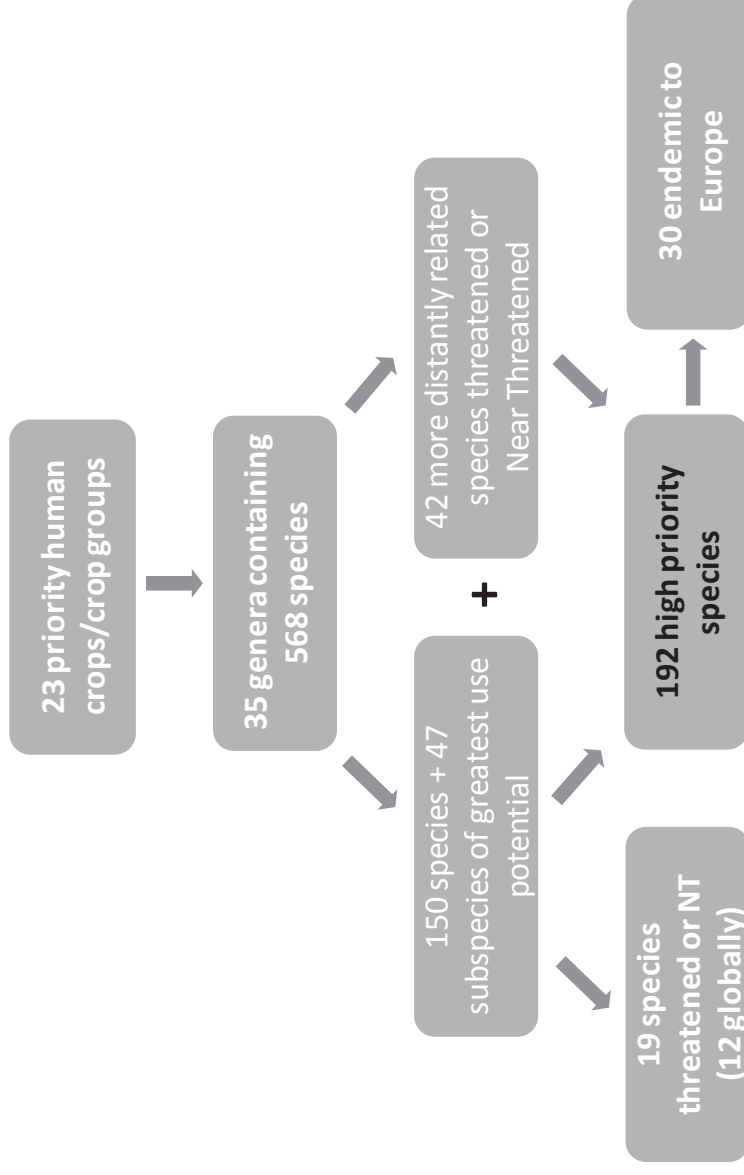 23 priority human
crops/crop groups
35 genera containing
568 species
150 species + 47
subspecies of greatest use
potential
+
42 more distantly related
species threatened or
Near Threatened
19 species
threatened or NT
(12 globally)
192 high priority
species
30 endemic to
Europe